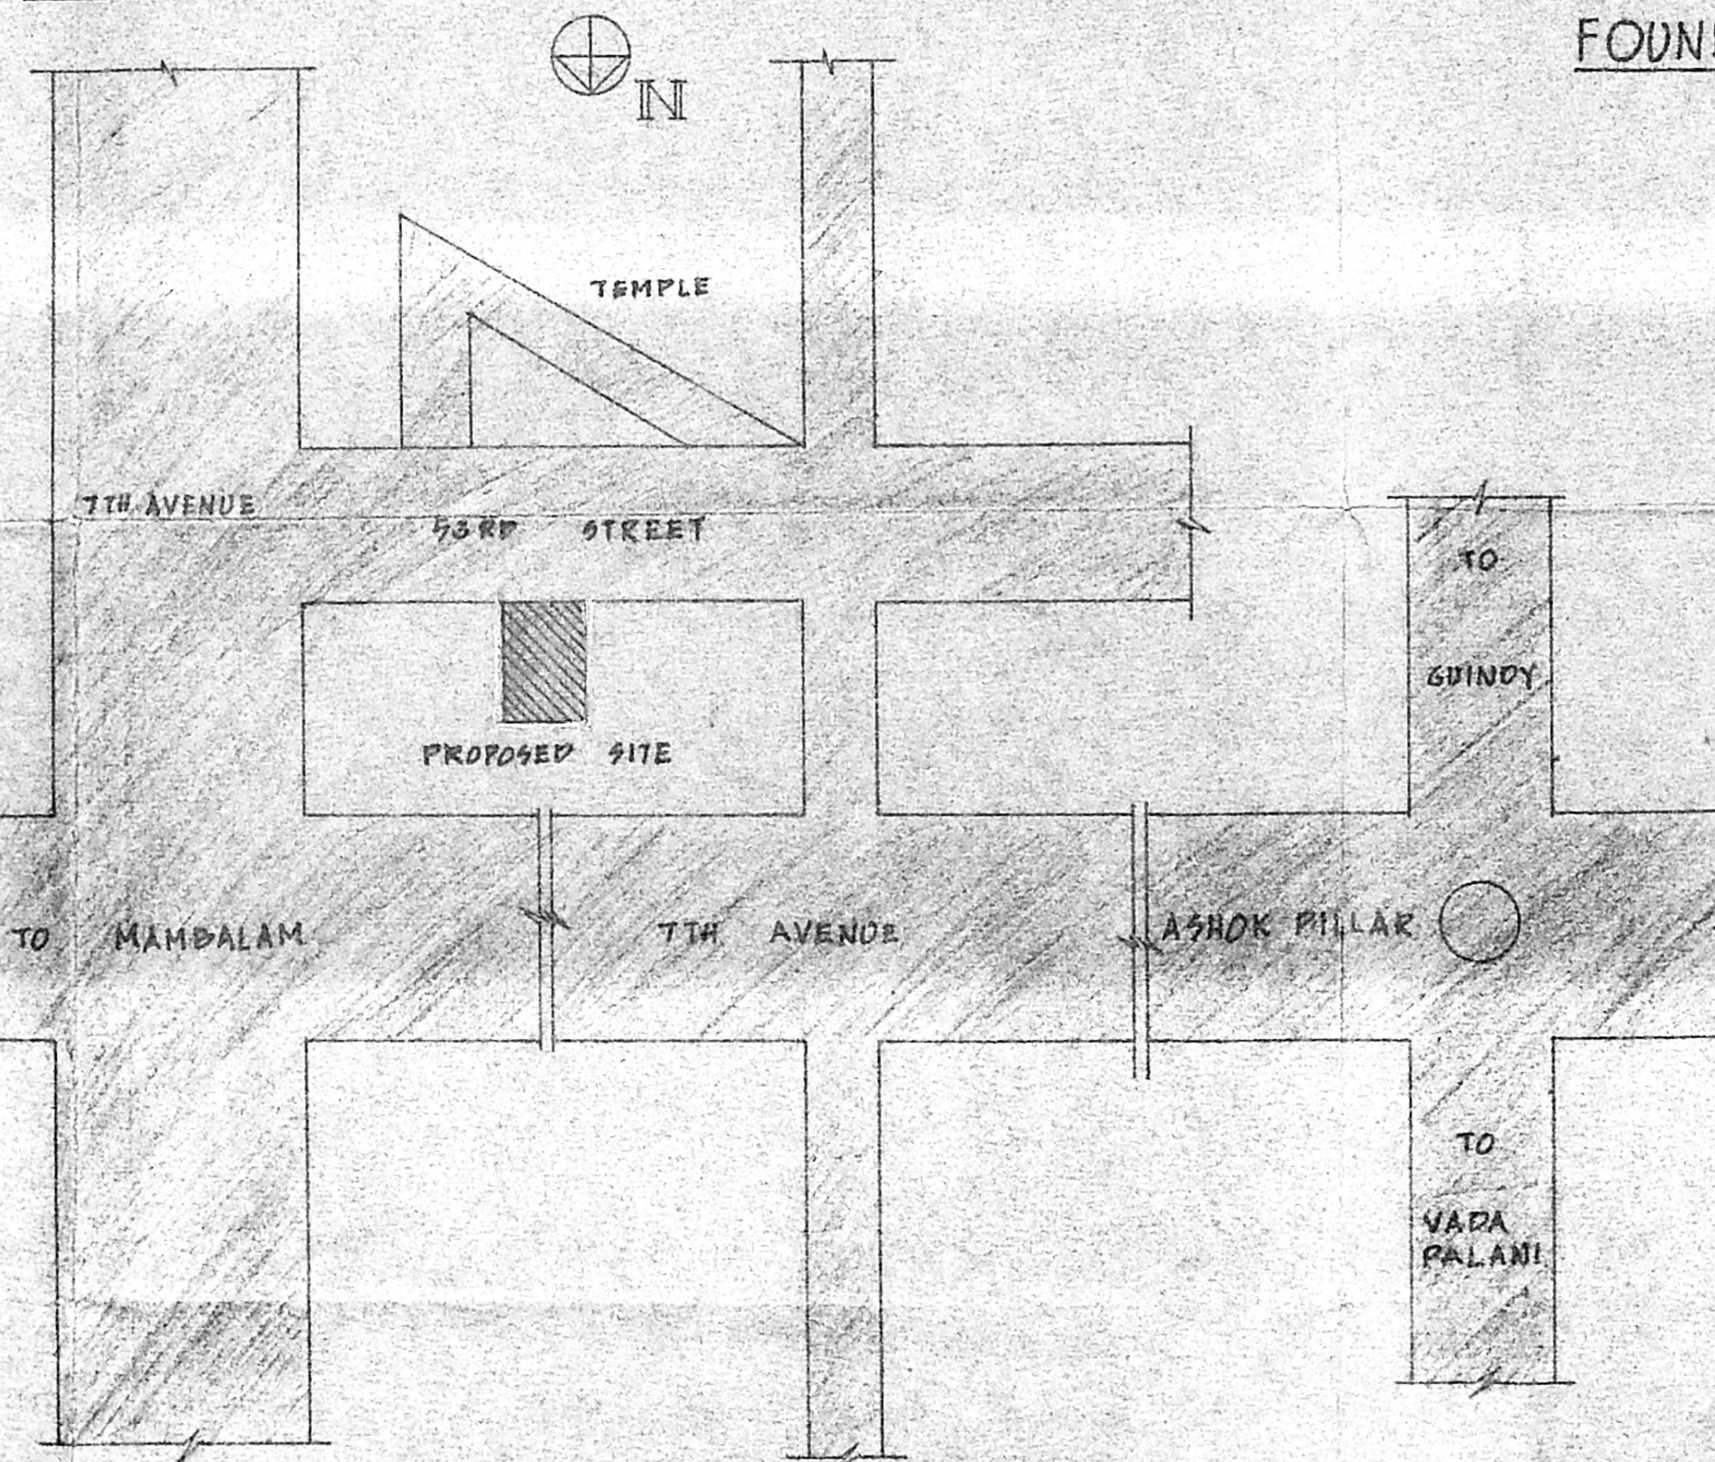 FOUN
N
TEMPLE
7TH AVENUE
53RD STREET
TO
GUINDY
PROPOSED SITE
TO MAMBALAM
7TH AVENUE
ASHOK PILLAR
TO
VADA
PALANI